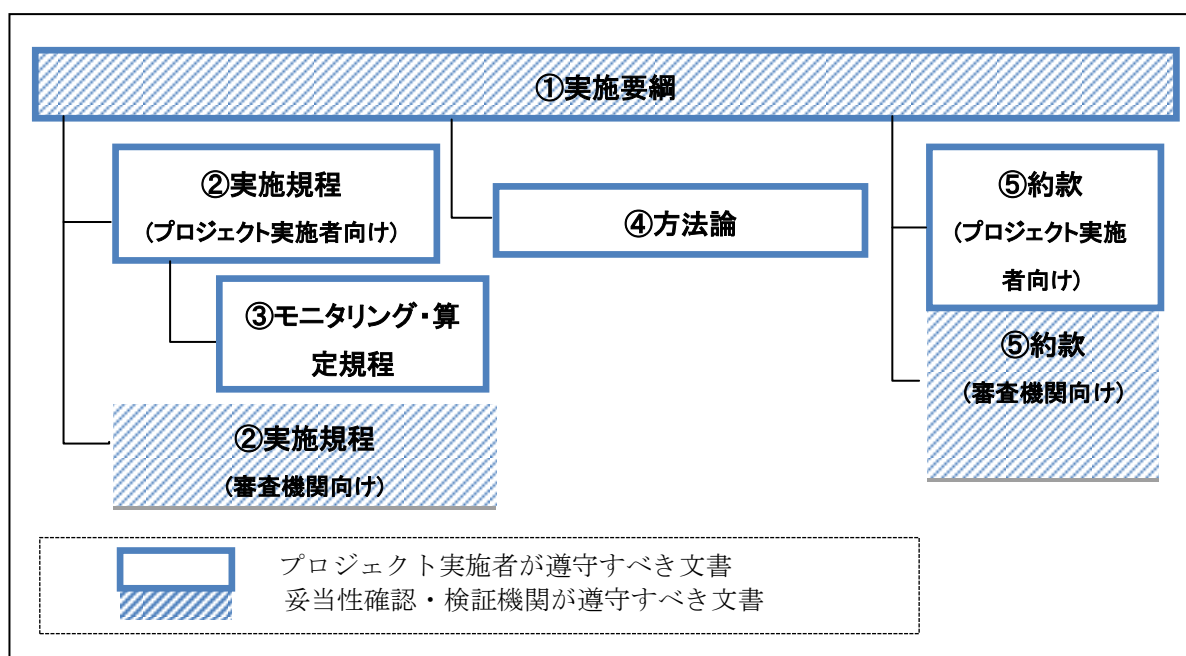 ①実施要綱
②実施規程
(プロジェクト実施者向け)
③モニタリング・算
定規程
②実施規程
(審査機関向け)
④方法論
⑤約款
(プロジェクト実施
者向け)
⑤約款
(審査機関向け)
プロジェクト実施者が遵守すべき文書
妥当性確認・検証機関が遵守すべき文書